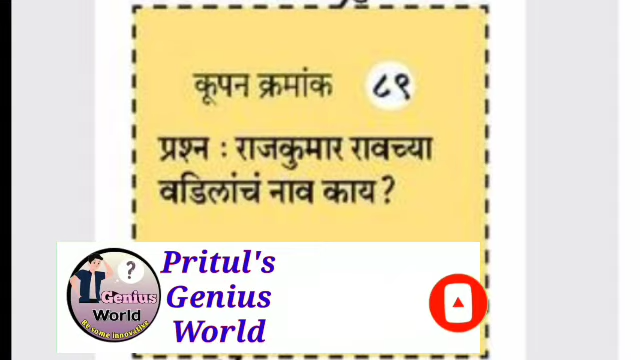 कूपन क्रमांक ८९
प्रश्न : राजकुमार रावच्या
वडिलांचं नाव काय?
Pritul's
Genius
World
?
Genius
World